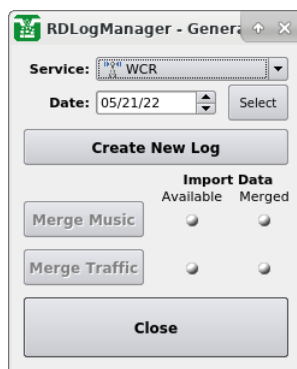 RDLogManager - Genera
Service: WCR
Date: 05/21/22 Select
Create New Log
Import Data
Available Merged
Merge Music
Merge Traffic
Close